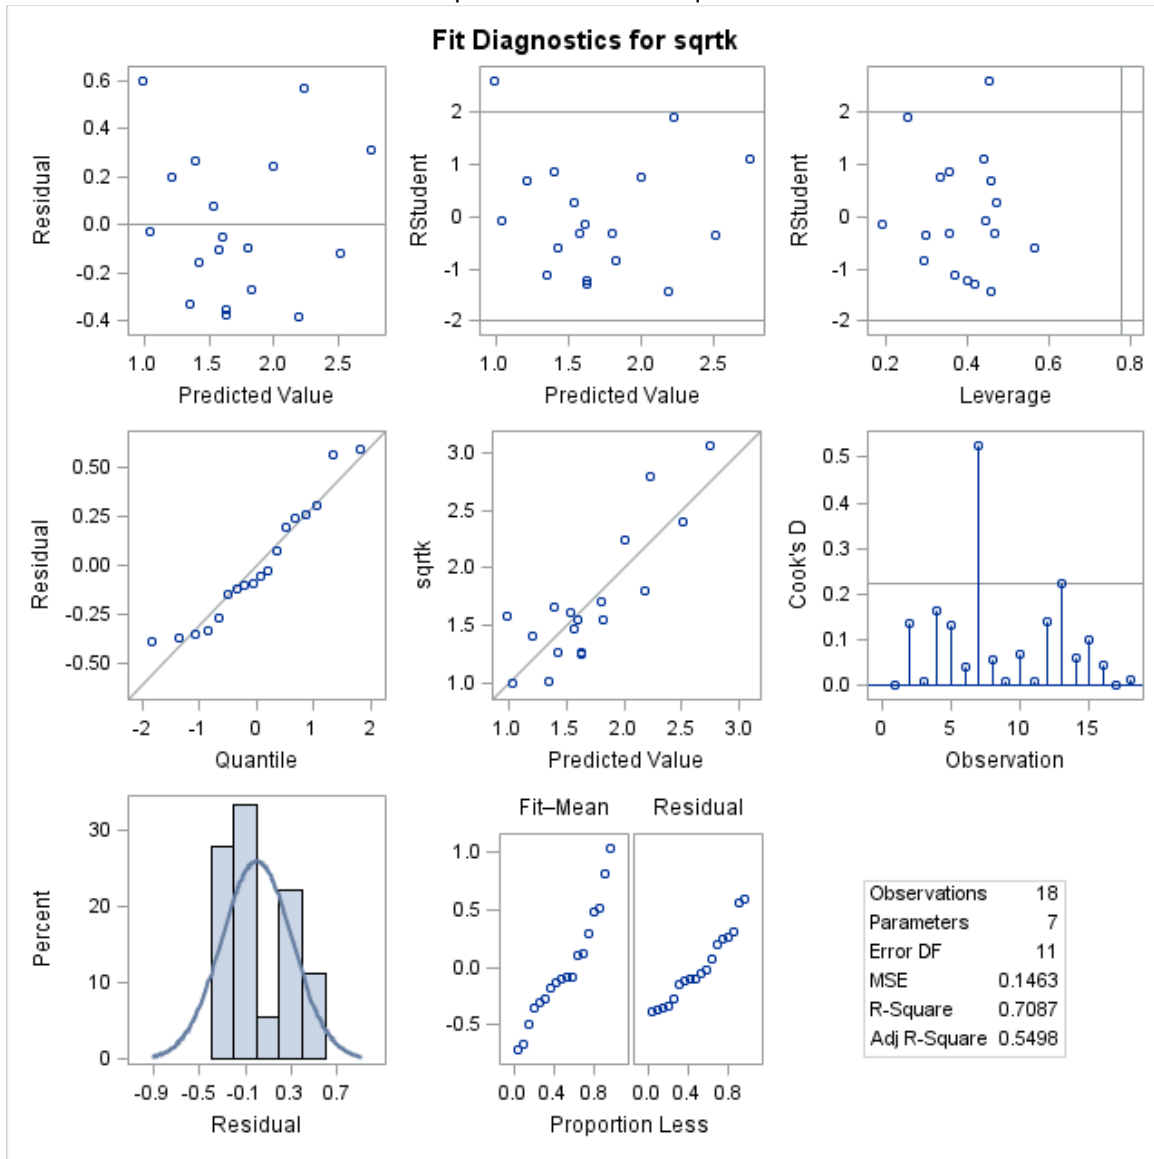 Fit Diagnostics for sqrtk
0.6
0.4
0.2
0.0
-0.2
-0.4
Residual
1.0 1.5 2.0 2.5
Predicted Value
2
1
0
-1
-2
RStudent
1.0 1.5 2.0 2.5
Predicted Value
2
1
0
-1
-2
RStudent
0.2 0.4 0.6 0.8
Leverage
0.50
0.25
0.00
-0.25
-0.50
Residual
-2 -1 0 1 2
Quantile
3.0
2.5
2.0
1.5
1.0
sqrtk
1.0 1.5 2.0 2.5 3.0
Predicted Value
0.5
0.4
0.3
0.2
0.1
0.0
Cook's D
0 5 10 15
Observation
30
20
10
0
Percent
-0.9 -0.5 -0.1 0.3 0.7
Residual
Fit–Mean Residual
1.0
0.5
0.0
-0.5
0.0 0.4 0.8 0.0 0.4 0.8
Proportion Less
Observations 18
Parameters 7
Error DF 11
MSE 0.1463
R-Square 0.7087
Adj R-Square 0.5498